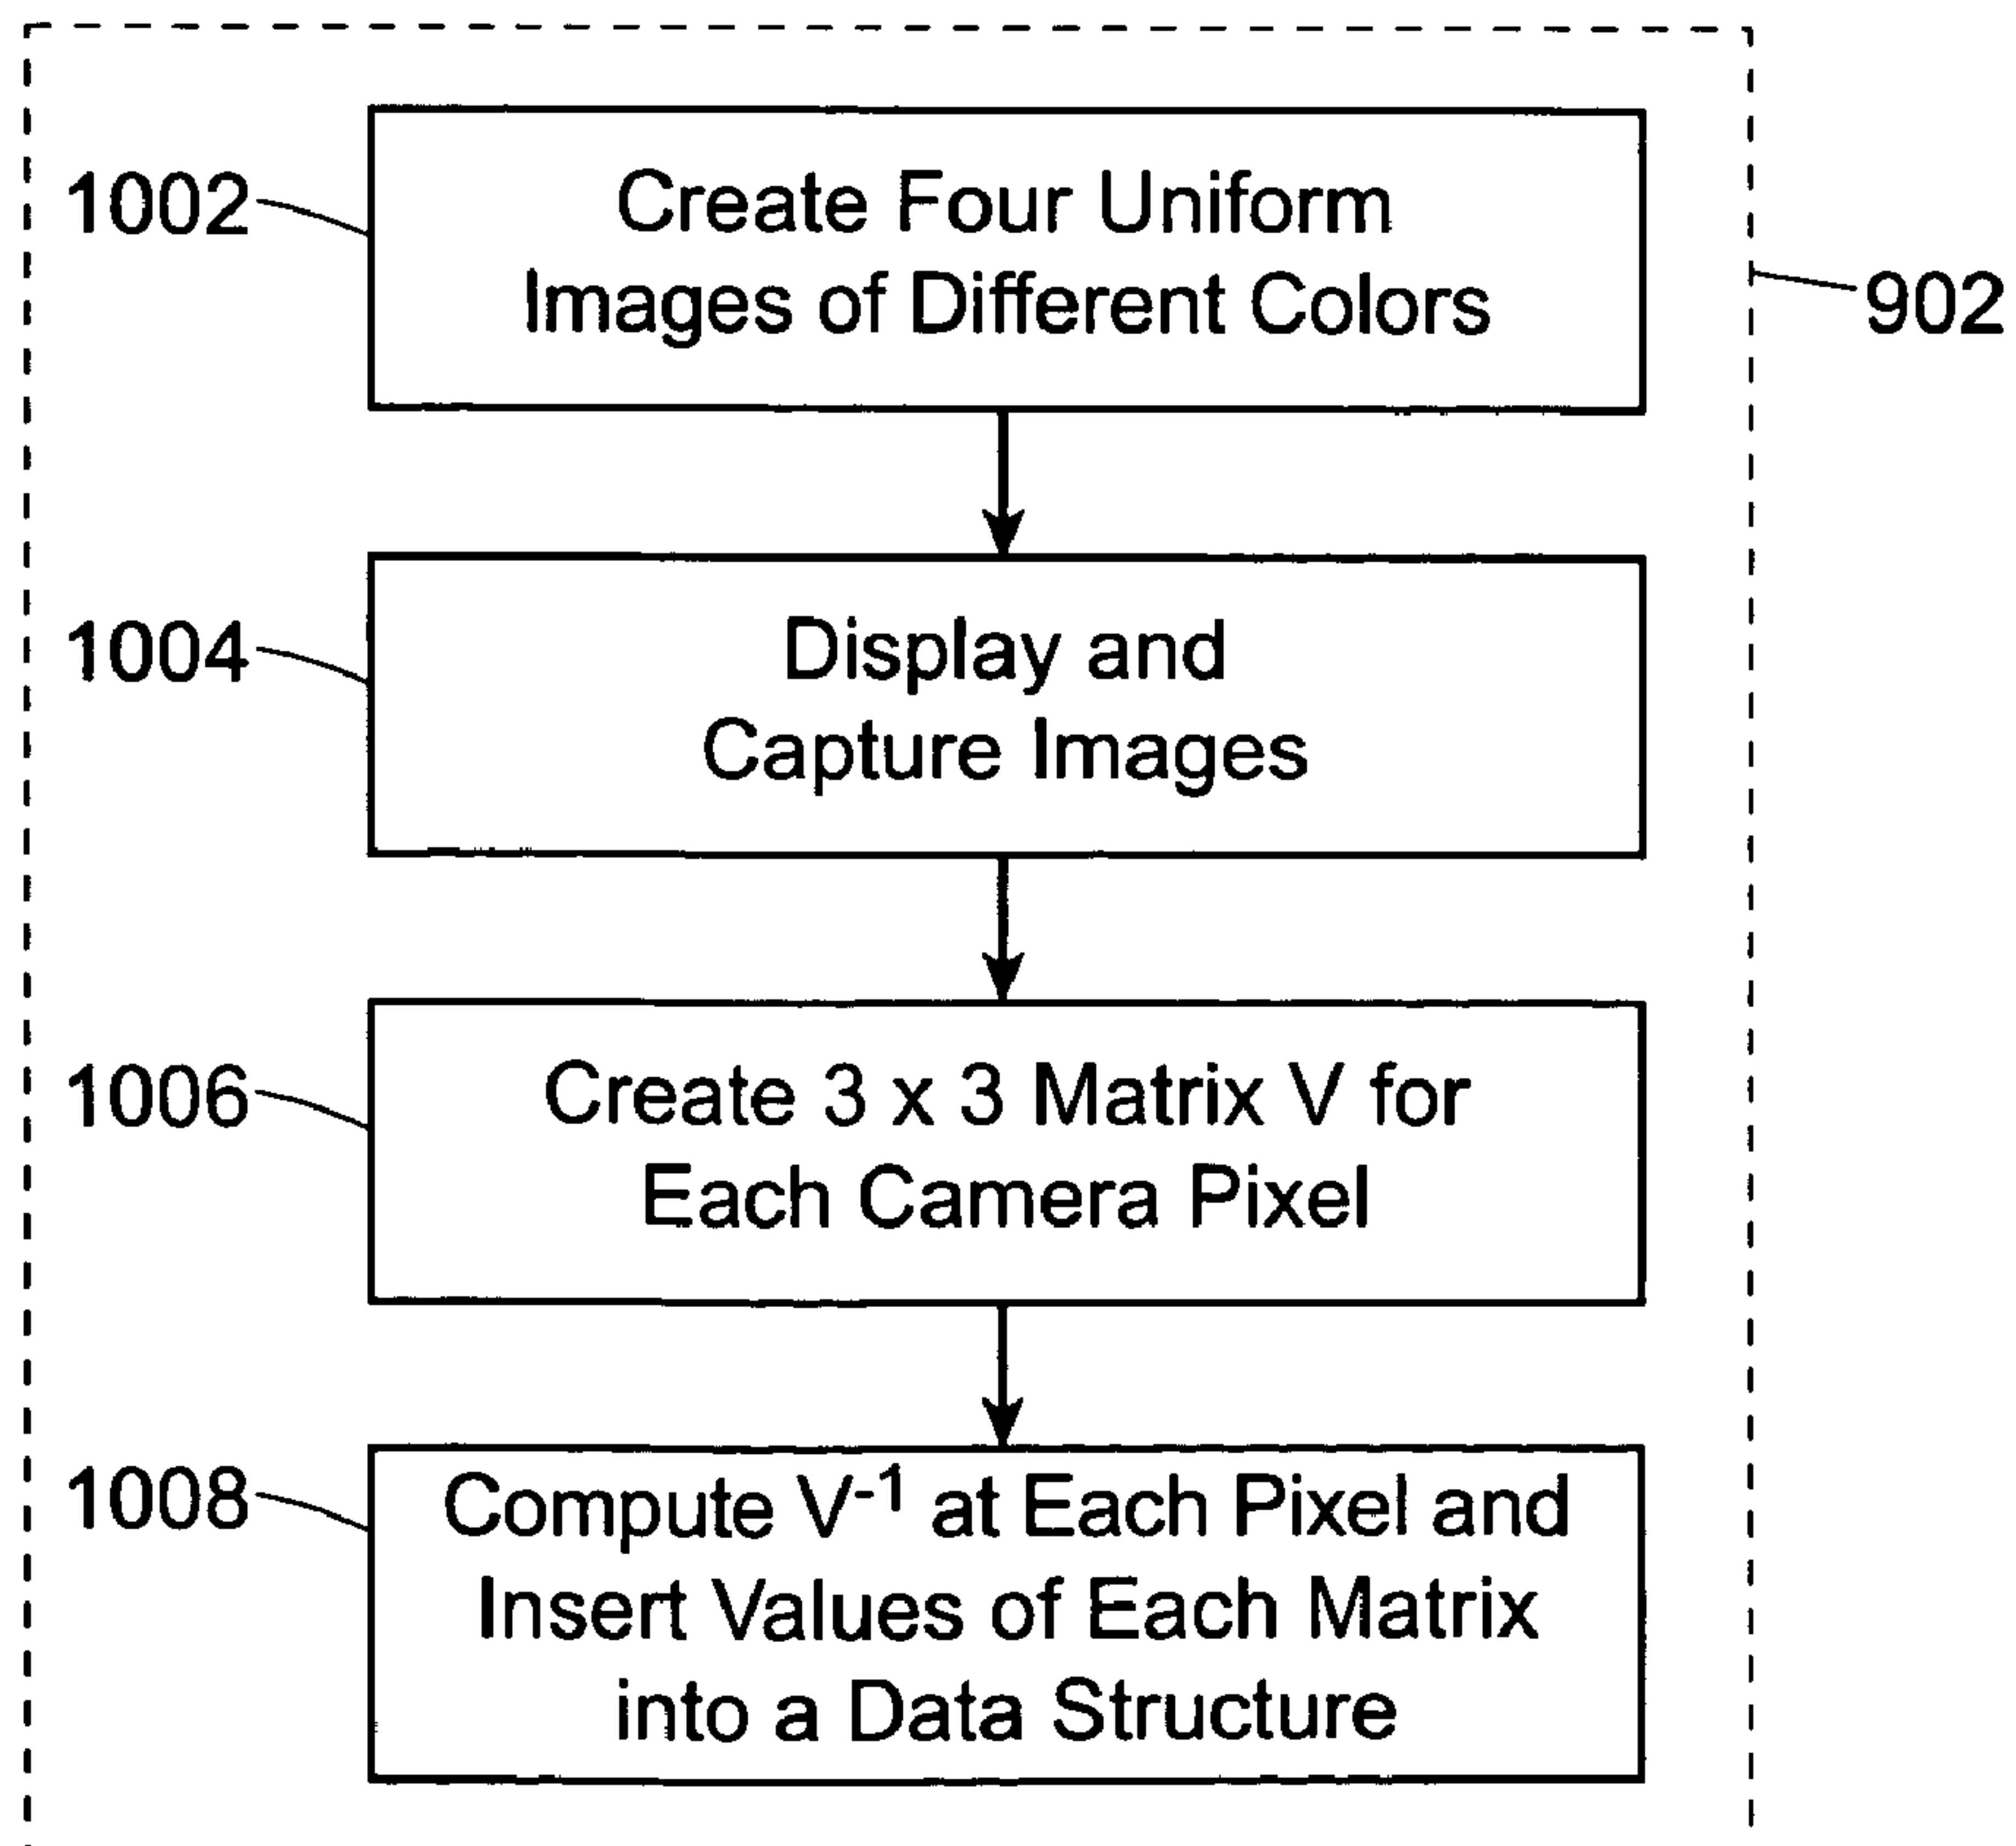 1002
Create Four Uniform
Images of Different Colors
902
1004
Display and
Capture Images
1006
Create 3 x 3 Matrix V for
Each Camera Pixel
1008
Compute V⁻¹ at Each Pixel and
Insert Values of Each Matrix
into a Data Structure